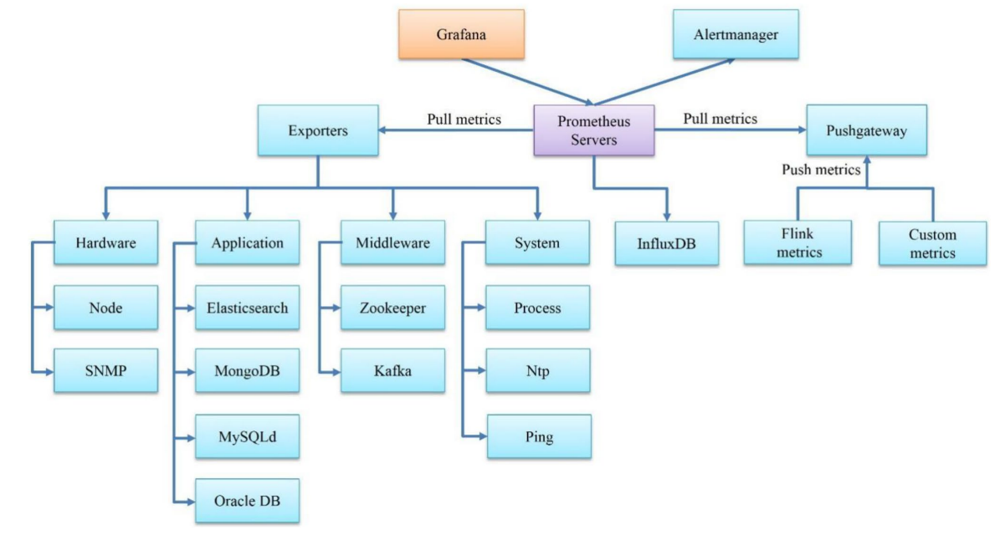 Grafana
Alertmanager
Exporters
Pull metrics
Prometheus
Servers
Pull metrics
Pushgateway
Push metrics
Hardware
Application
Middleware
System
InfluxDB
Flink
metrics
Custom
metrics
Node
Elasticsearch
Zookeeper
Process
SNMP
MongoDB
Kafka
Ntp
MySQLd
Ping
Oracle DB